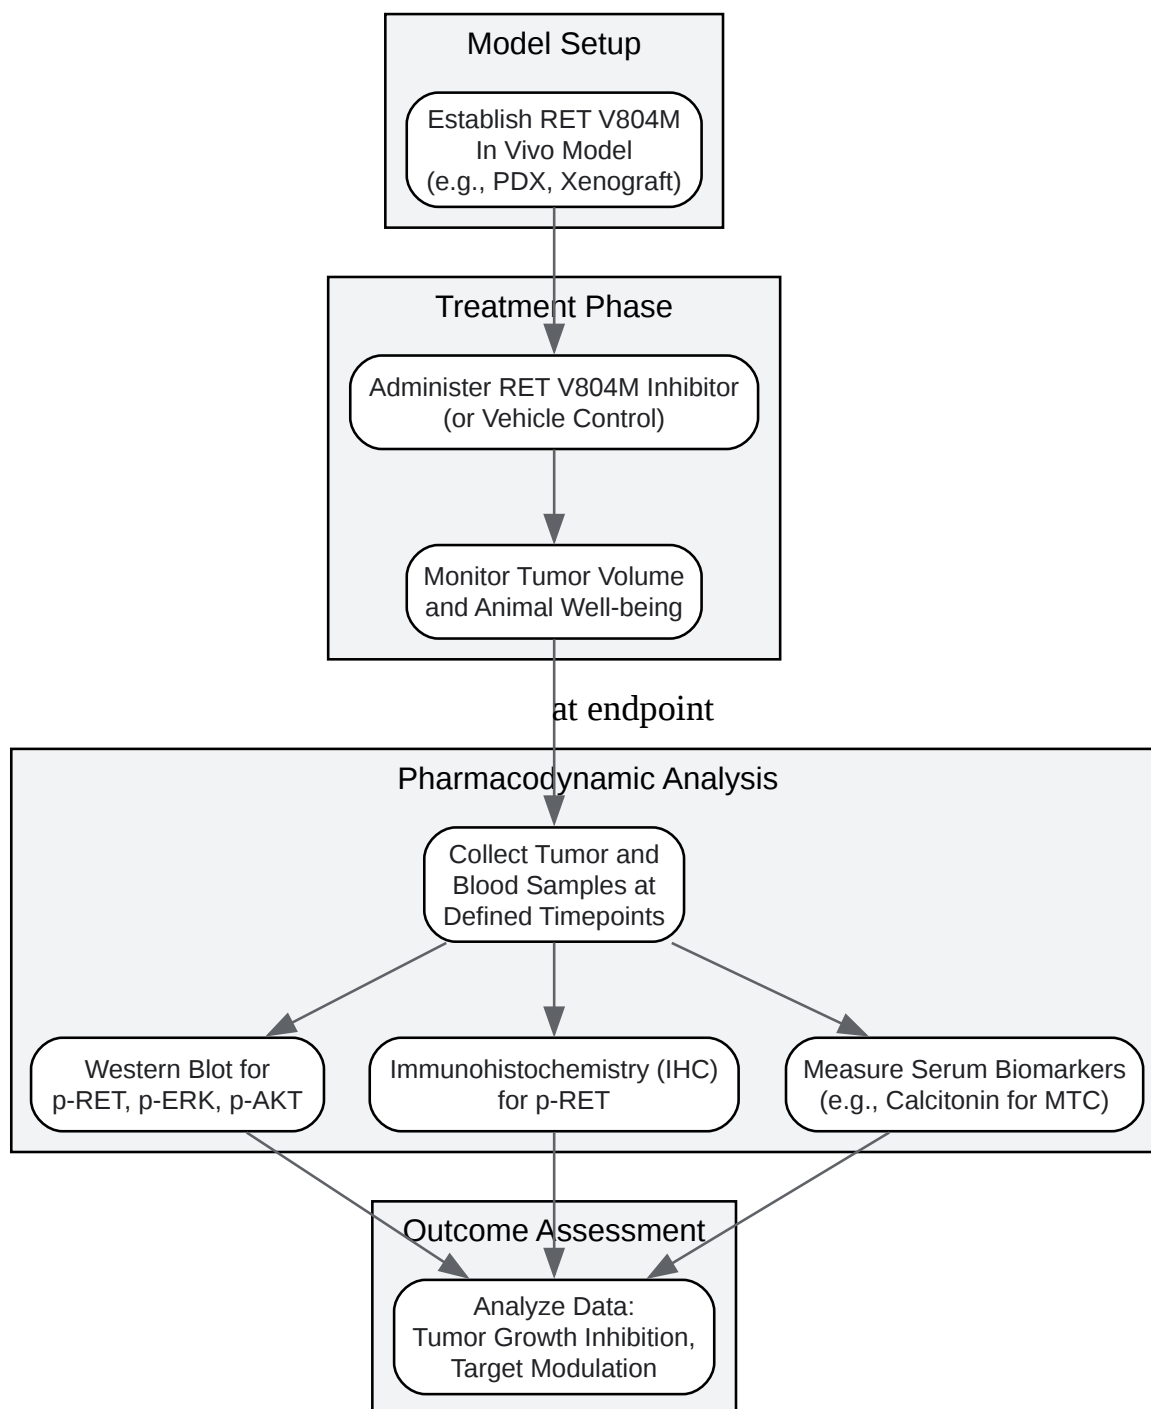 Model Setup
Establish RET V804M
In Vivo Model
(e.g., PDX, Xenograft)
Treatment Phase
Administer RET V804M Inhibitor
(or Vehicle Control)
Monitor Tumor Volume
and Animal Well-being
at endpoint
Pharmacodynamic Analysis
Collect Tumor and
Blood Samples at
Defined Timepoints
Western Blot for
p-RET, p-ERK, p-AKT
Immunohistochemistry (IHC)
for p-RET
Measure Serum Biomarkers
(e.g., Calcitonin for MTC)
Outcome Assessment
Analyze Data:
Tumor Growth Inhibition,
Target Modulation